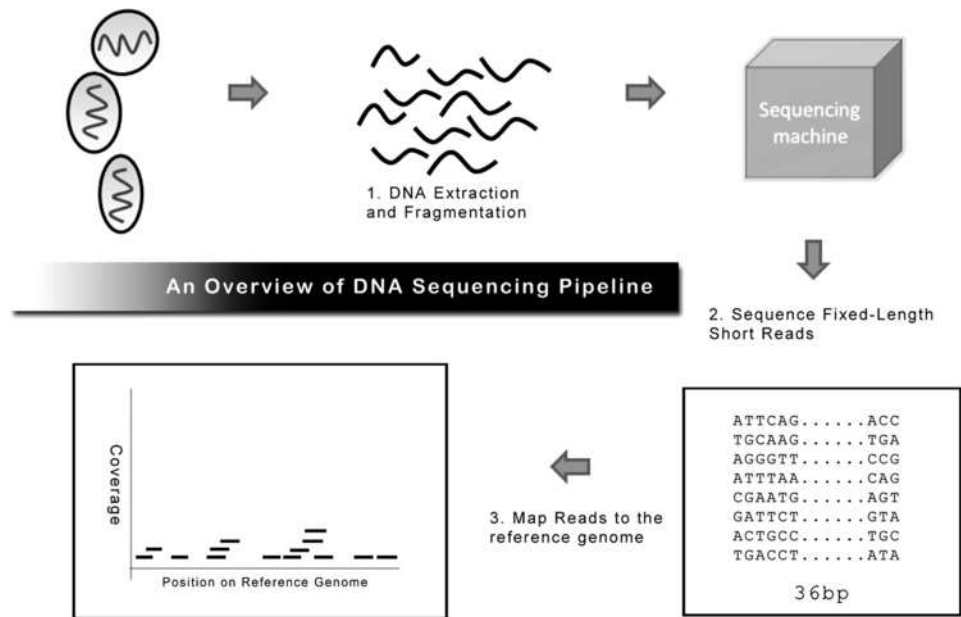 Sequencing
machine
1. DNA Extraction
and Fragmentation
An Overview of DNA Sequencing Pipeline
2. Sequence Fixed-Length
Short Reads
ATTCAG......ACC
TGCAAG......TGA
AGGGTT......CCG
ATTTAA......CAG
CGAATG......AGT
GATTCT......GTA
ACTGCC......TGC
TGACCT......ATA
36bp
3. Map Reads to the
reference genome
Coverage
Position on Reference Genome